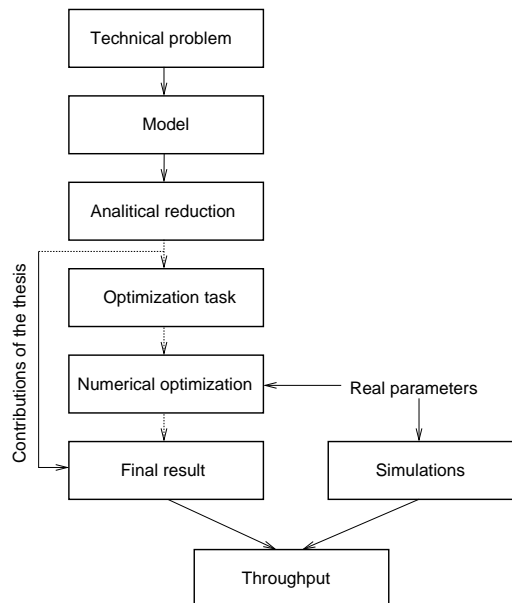 Technical problem
Model
Analitical reduction
Contributions of the thesis
Optimization task
Numerical optimization
Real parameters
Final result
Simulations
Throughput